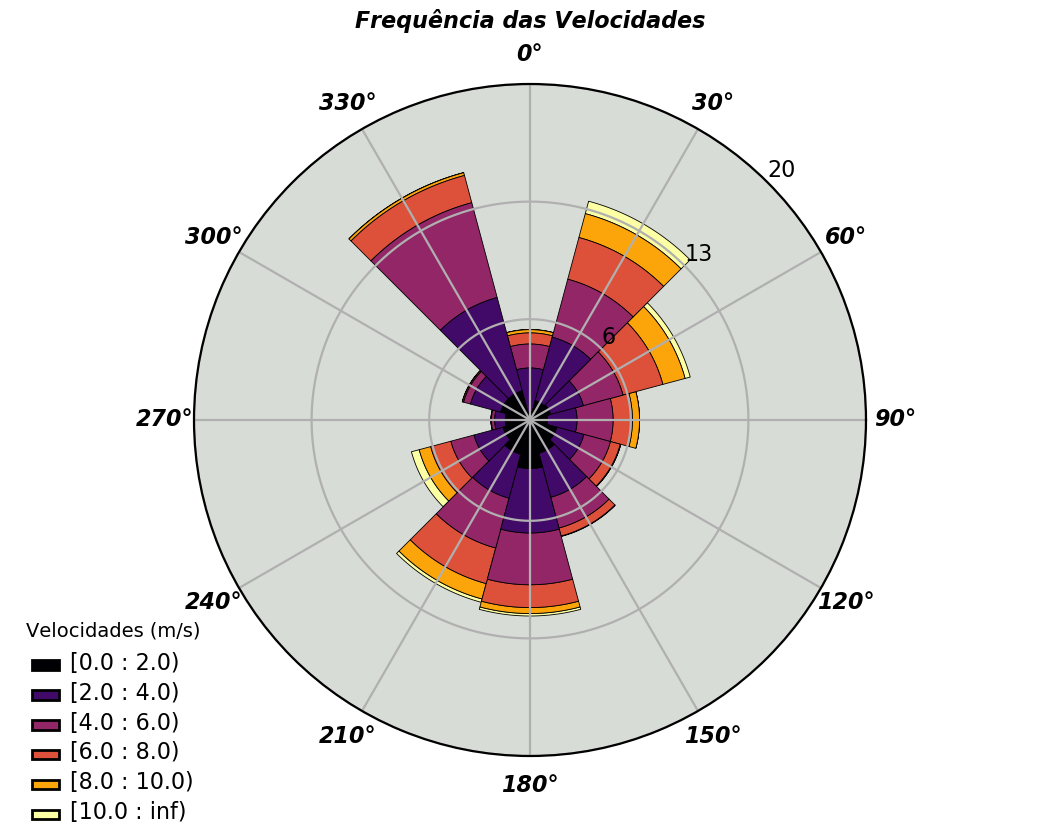 Frequência das Velocidades
0°
330°
30°
20
300°
60°
13
6
270°
90°
240°
120°
210°
150°
180°
Velocidades (m/s)
[0.0 : 2.0)
[2.0 : 4.0)
[4.0 : 6.0)
[6.0 : 8.0)
[8.0 : 10.0)
[10.0 : inf)